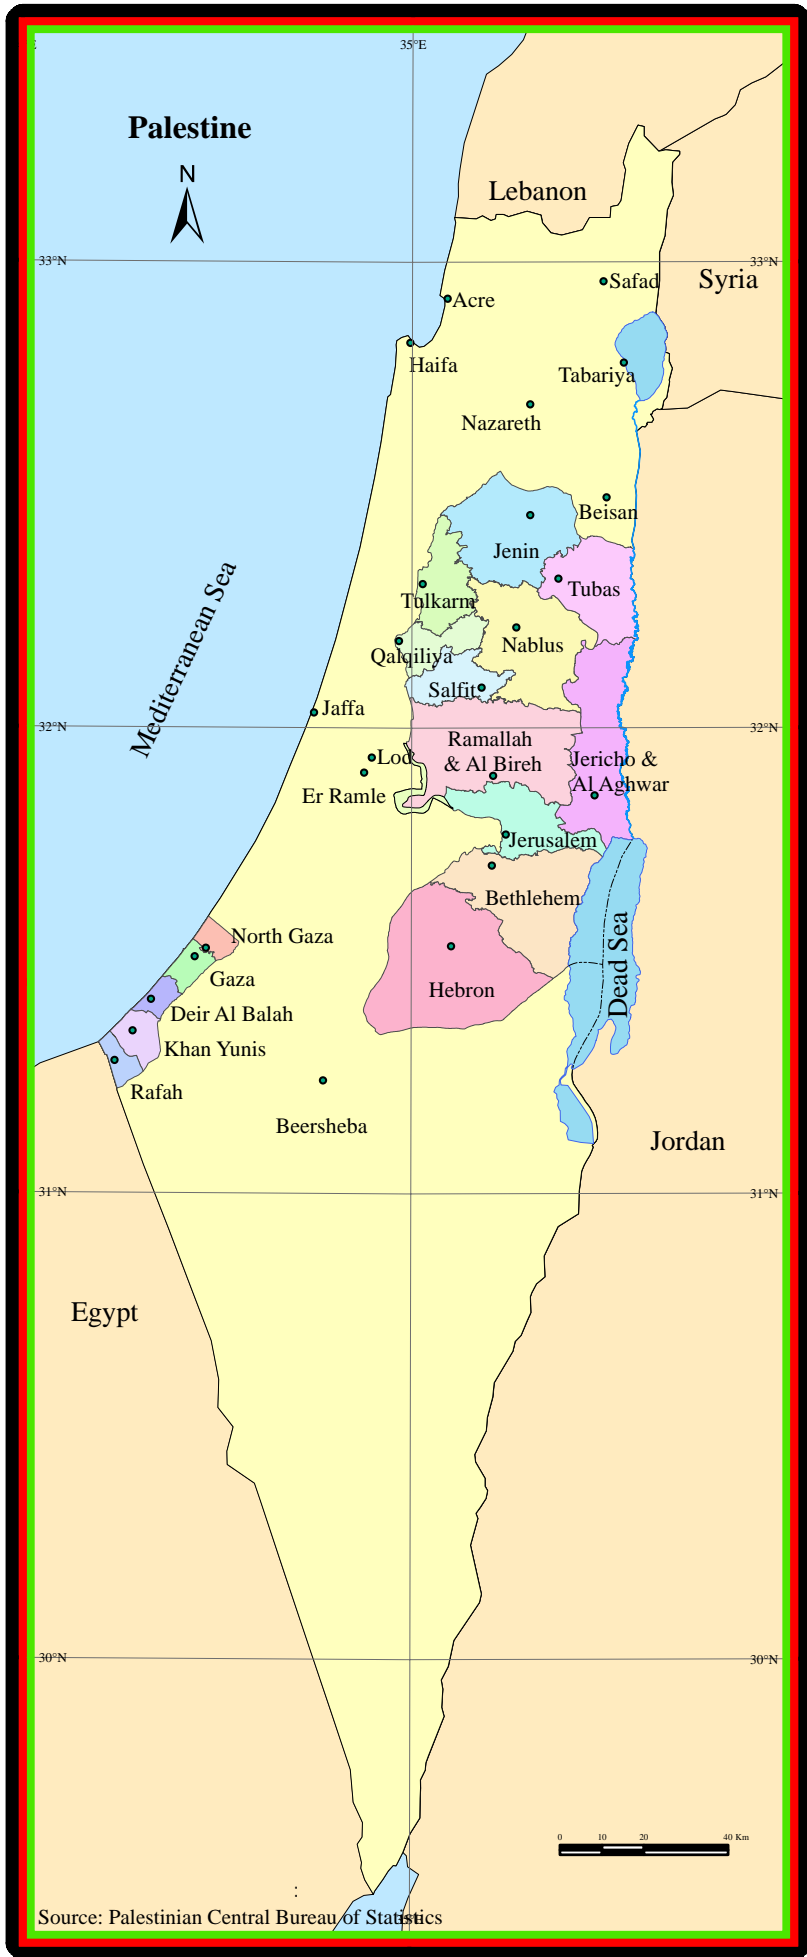 35°E
Palestine
N
Lebanon
33°N
33°N
Syria
Safad
Acre
Haifa
Tabariya
Nazareth
Beisan
Jenin
Tubas
Tulkarm
Nablus
Qalqiliya
Salfit
Mediterranean Sea
Jaffa
32°N
32°N
Ramallah
& Al Bireh
Jericho &
Al Aghwar
Lod
Er Ramle
Jerusalem
Bethlehem
North Gaza
Gaza
Dead Sea
Hebron
Deir Al Balah
Khan Yunis
Rafah
Beersheba
Jordan
31°N
31°N
Egypt
30°N
30°N
0 10 20 40 Km
:
Source: Palestinian Central Bureau of Statistics